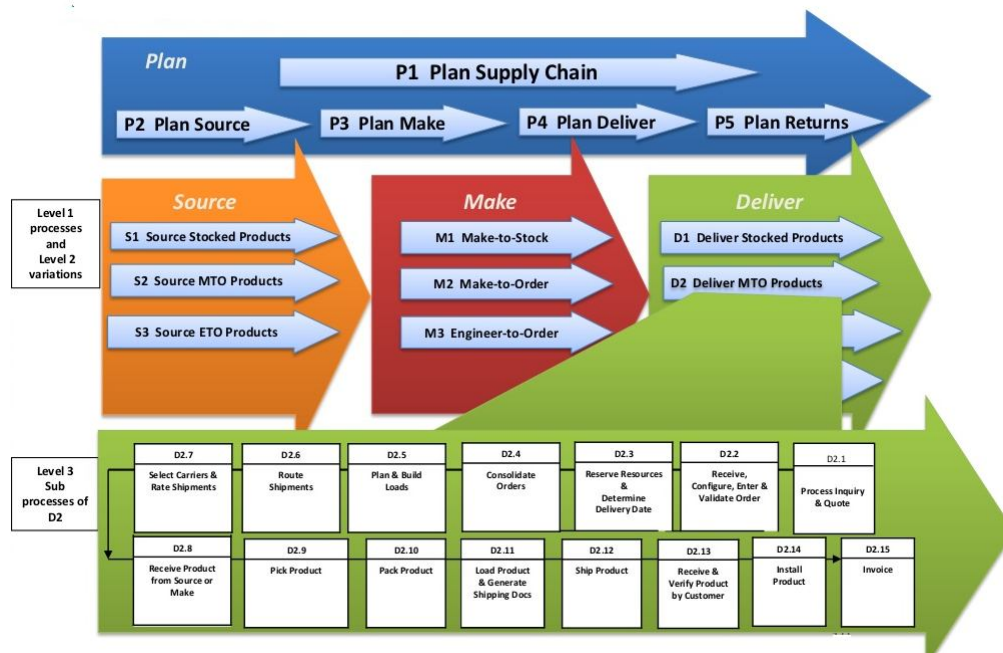 Plan
P1 Plan Supply Chain
P2 Plan Source
P3 Plan Make
P4 Plan Deliver
P5 Plan Returns
Level 1
processes
and
Level 2
variations
Source
S1 Source Stocked Products
S2 Source MTO Products
S3 Source ETO Products
Make
M1 Make-to-Stock
M2 Make-to-Order
M3 Engineer-to-Order
Deliver
D1 Deliver Stocked Products
D2 Deliver MTO Products
Level 3
Sub
processes of
D2
D2.7
Select Carriers &
Rate Shipments
D2.6
Route
Shipments
D2.5
Plan & Build
Loads
D2.4
Consolidate
Orders
D2.3
Reserve Resources
&
Determine
Delivery Date
D2.2
Receive,
Configure, Enter &
Validate Order
D2.1
Process Inquiry
& Quote
D2.8
Receive Product
from Source or
Make
D2.9
Pick Product
D2.10
Pack Product
D2.11
Load Product
& Generate
Shipping Docs
D2.12
Ship Product
D2.13
Receive &
Verify Product
by Customer
D2.14
Install
Product
D2.15
Invoice
...